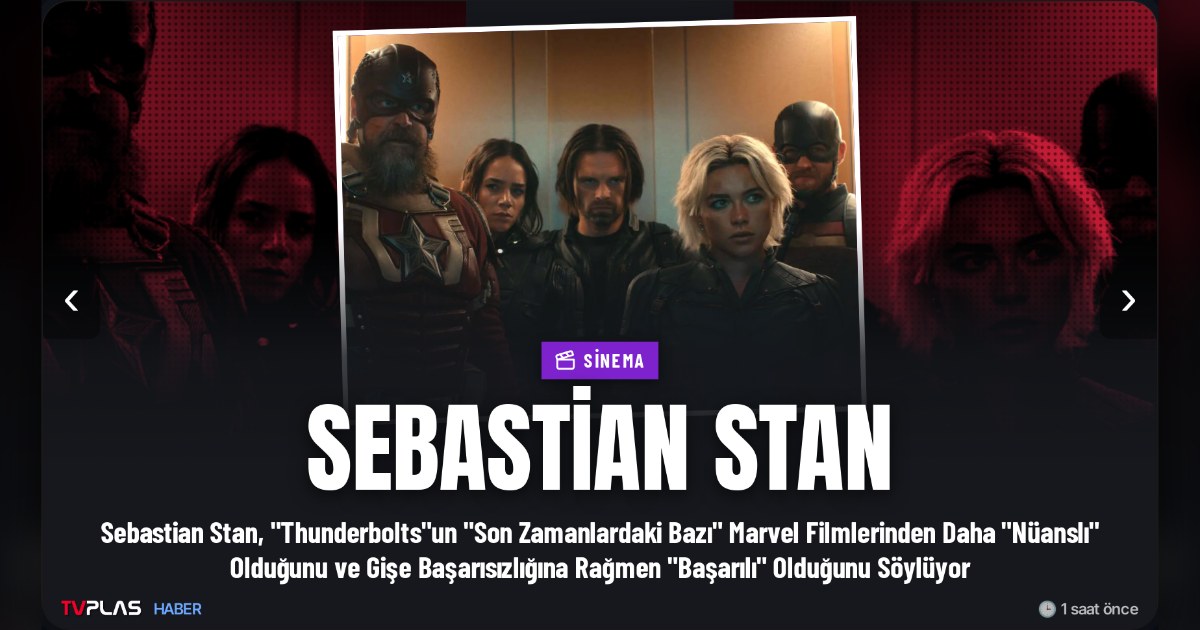 SİNEMA
SEBASTİAN STAN
Sebastian Stan, "Thunderbolts"un "Son Zamanlardaki Bazı" Marvel Filmlerinden Daha "Nüanslı"
Olduğunu ve Gişe Başarısızlığına Rağmen "Başarılı" Olduğunu Söylüyor
TVPLAS HABER
1 saat önce